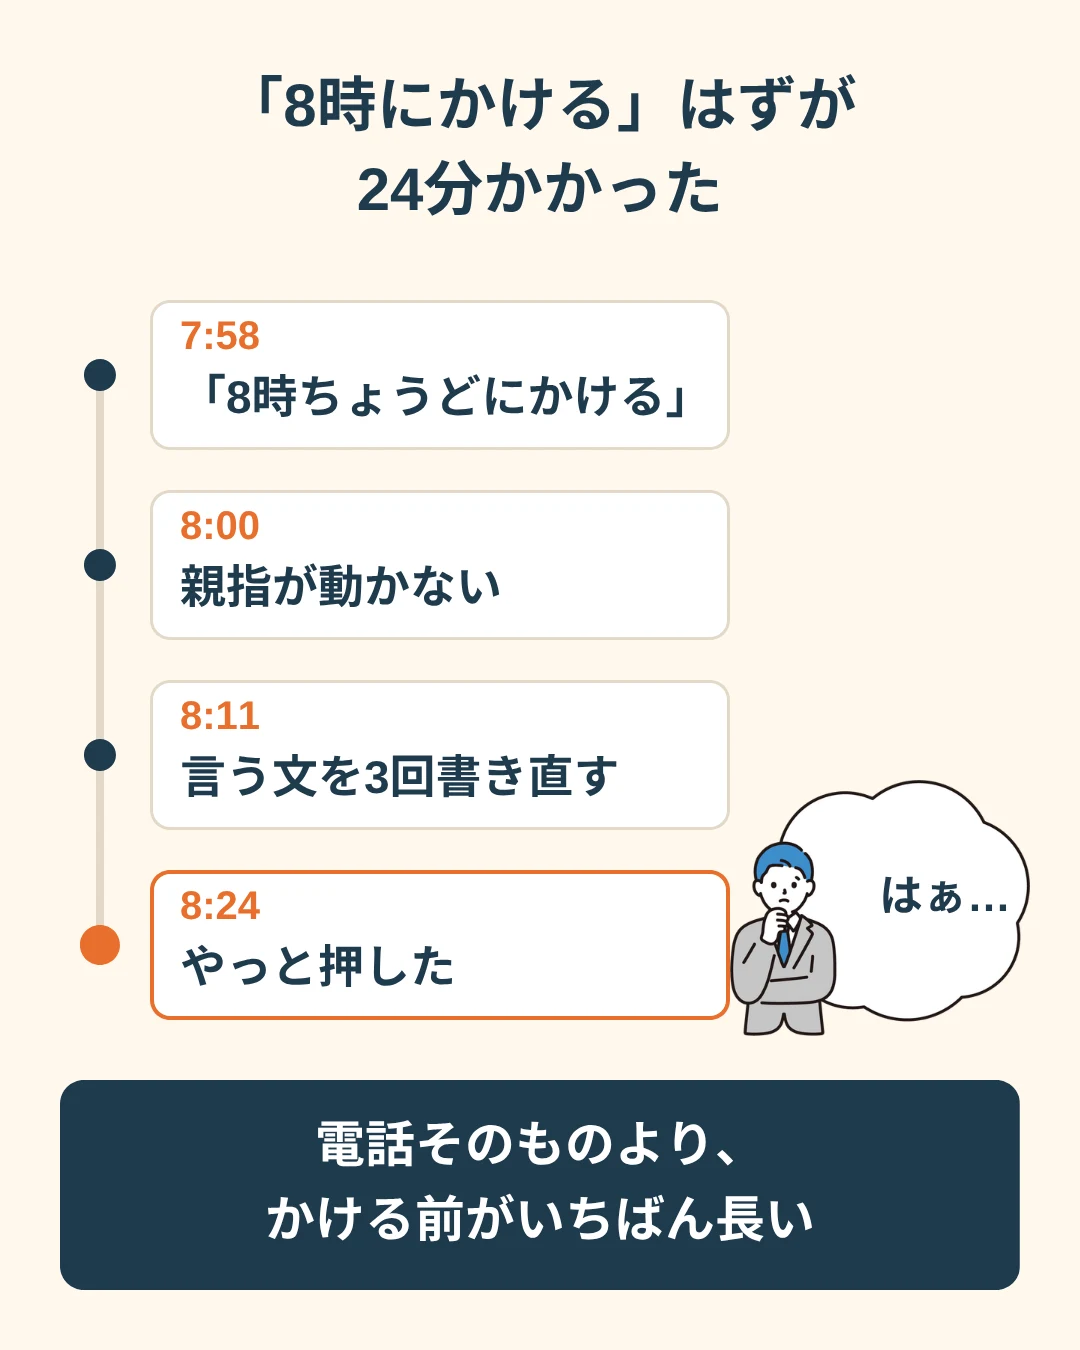 「8時にかける」はずが
24分かかった
7:58
「8時ちょうどにかける」
8:00
親指が動かない
8:11
言う文を3回書き直す
8:24
やっと押した
はぁ…
電話そのものより、
かける前がいちばん長い